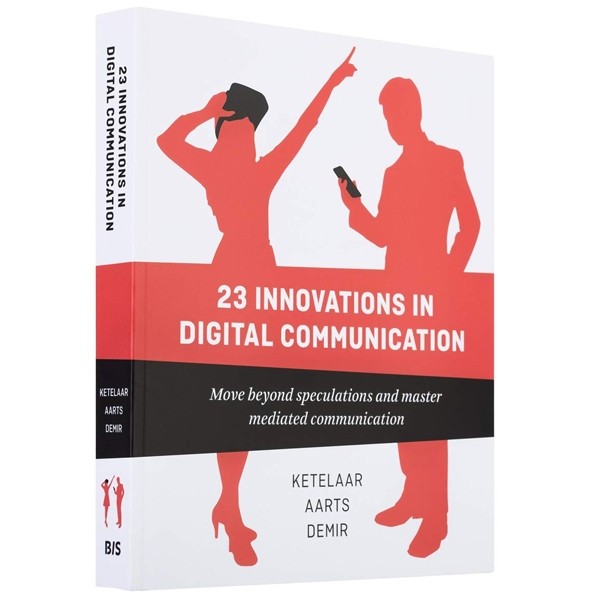 23 INNOVATIONS IN
DIGITAL COMMUNICATION
KETELAAR
AARTS
DEMIR
B/S
23 INNOVATIONS IN
DIGITAL COMMUNICATION
Move beyond speculations and master
mediated communication
KETELAAR
AARTS
DEMIR